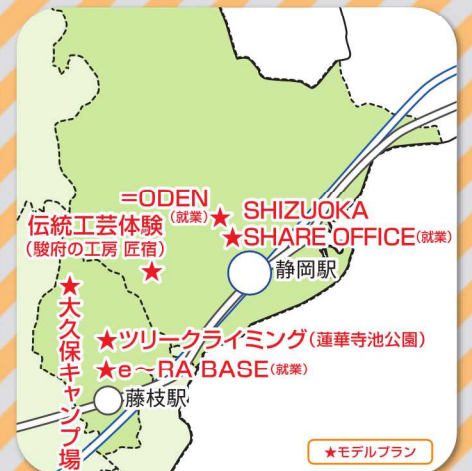 =ODEN
(就業)
SHIZUOKA
★SHARE OFFICE(就業)
★
伝統工芸体験
(駿府の工房 匠宿)
★
静岡駅
★大久保キャンプ場
★ツリークライミング(蓮華寺池公園)
★e~RA BASE(就業)
藤枝駅
★モデルプラン